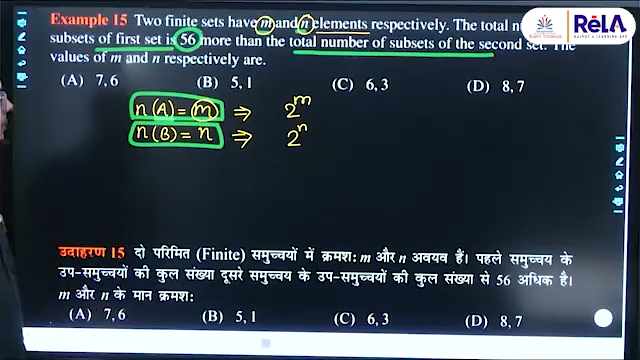 Example 15 Two finite sets have m and n elements respectively. The total
subsets of first set is 56 more than the total number of subsets of the second set. The
values of m and n respectively are.
(A) 7, 6 (B) 5, 1 (C) 6, 3 (D) 8, 7
n(A) = m ⇒ 2^m
n(B) = n ⇒ 2^n
उदाहरण 15 दो परिमित (Finite) समुच्चयों में क्रमश: m और n अवयव हैं। पहले समुच्चय के
उप-समुच्चयों की कुल संख्या दूसरे समुच्चय के उप-समुच्चयों की कुल संख्या से 56 अधिक है।
m और n के मान क्रमश:
(A) 7, 6 (B) 5, 1 (C) 6, 3 (D) 8, 7
RELA